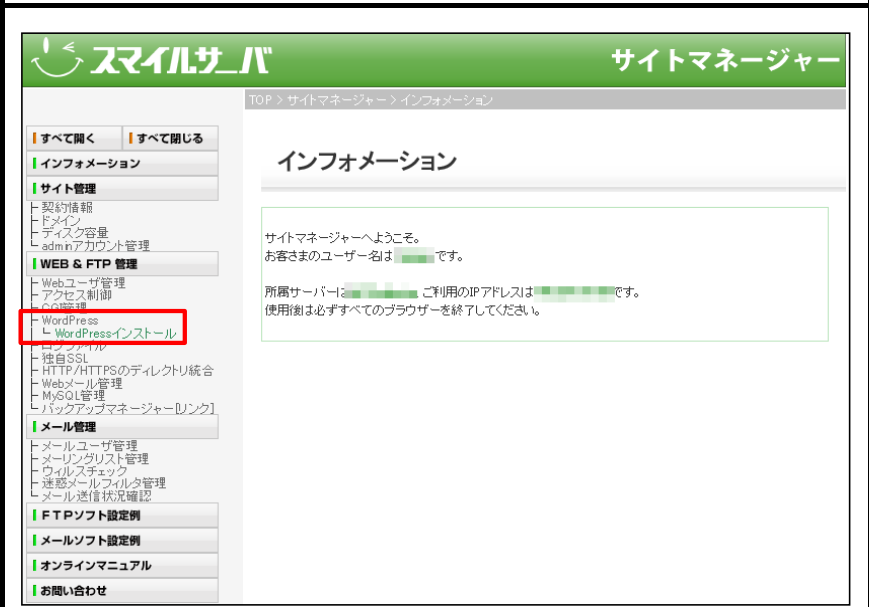 スマイルサーバ
サイトマネージャー
TOP > サイトマネージャー > インフォメーション
すべて開く
すべて閉じる
インフォメーション
サイト管理
契約情報
ドメイン
ディスク容量
adminアカウント管理
WEB & FTP 管理
Webユーザ管理
アクセス制御
CGI管理
WordPress
WordPressインストール
ログファイル
独自SSL
HTTP/HTTPSのディレクトリ統合
Webメール管理
MySQL管理
バックアップマネージャー[リンク]
メール管理
メールユーザ管理
メーリングリスト管理
ウィルスチェック
迷惑メールフィルタ管理
メール送信状況確認
FTPソフト設定例
メールソフト設定例
オンラインマニュアル
お問い合わせ
インフォメーション
サイトマネージャーへようこそ。
お客さまのユーザー名は です。
所属サーバーは 、ご利用のIPアドレスは です。
使用後は必ずすべてのブラウザーを終了してください。